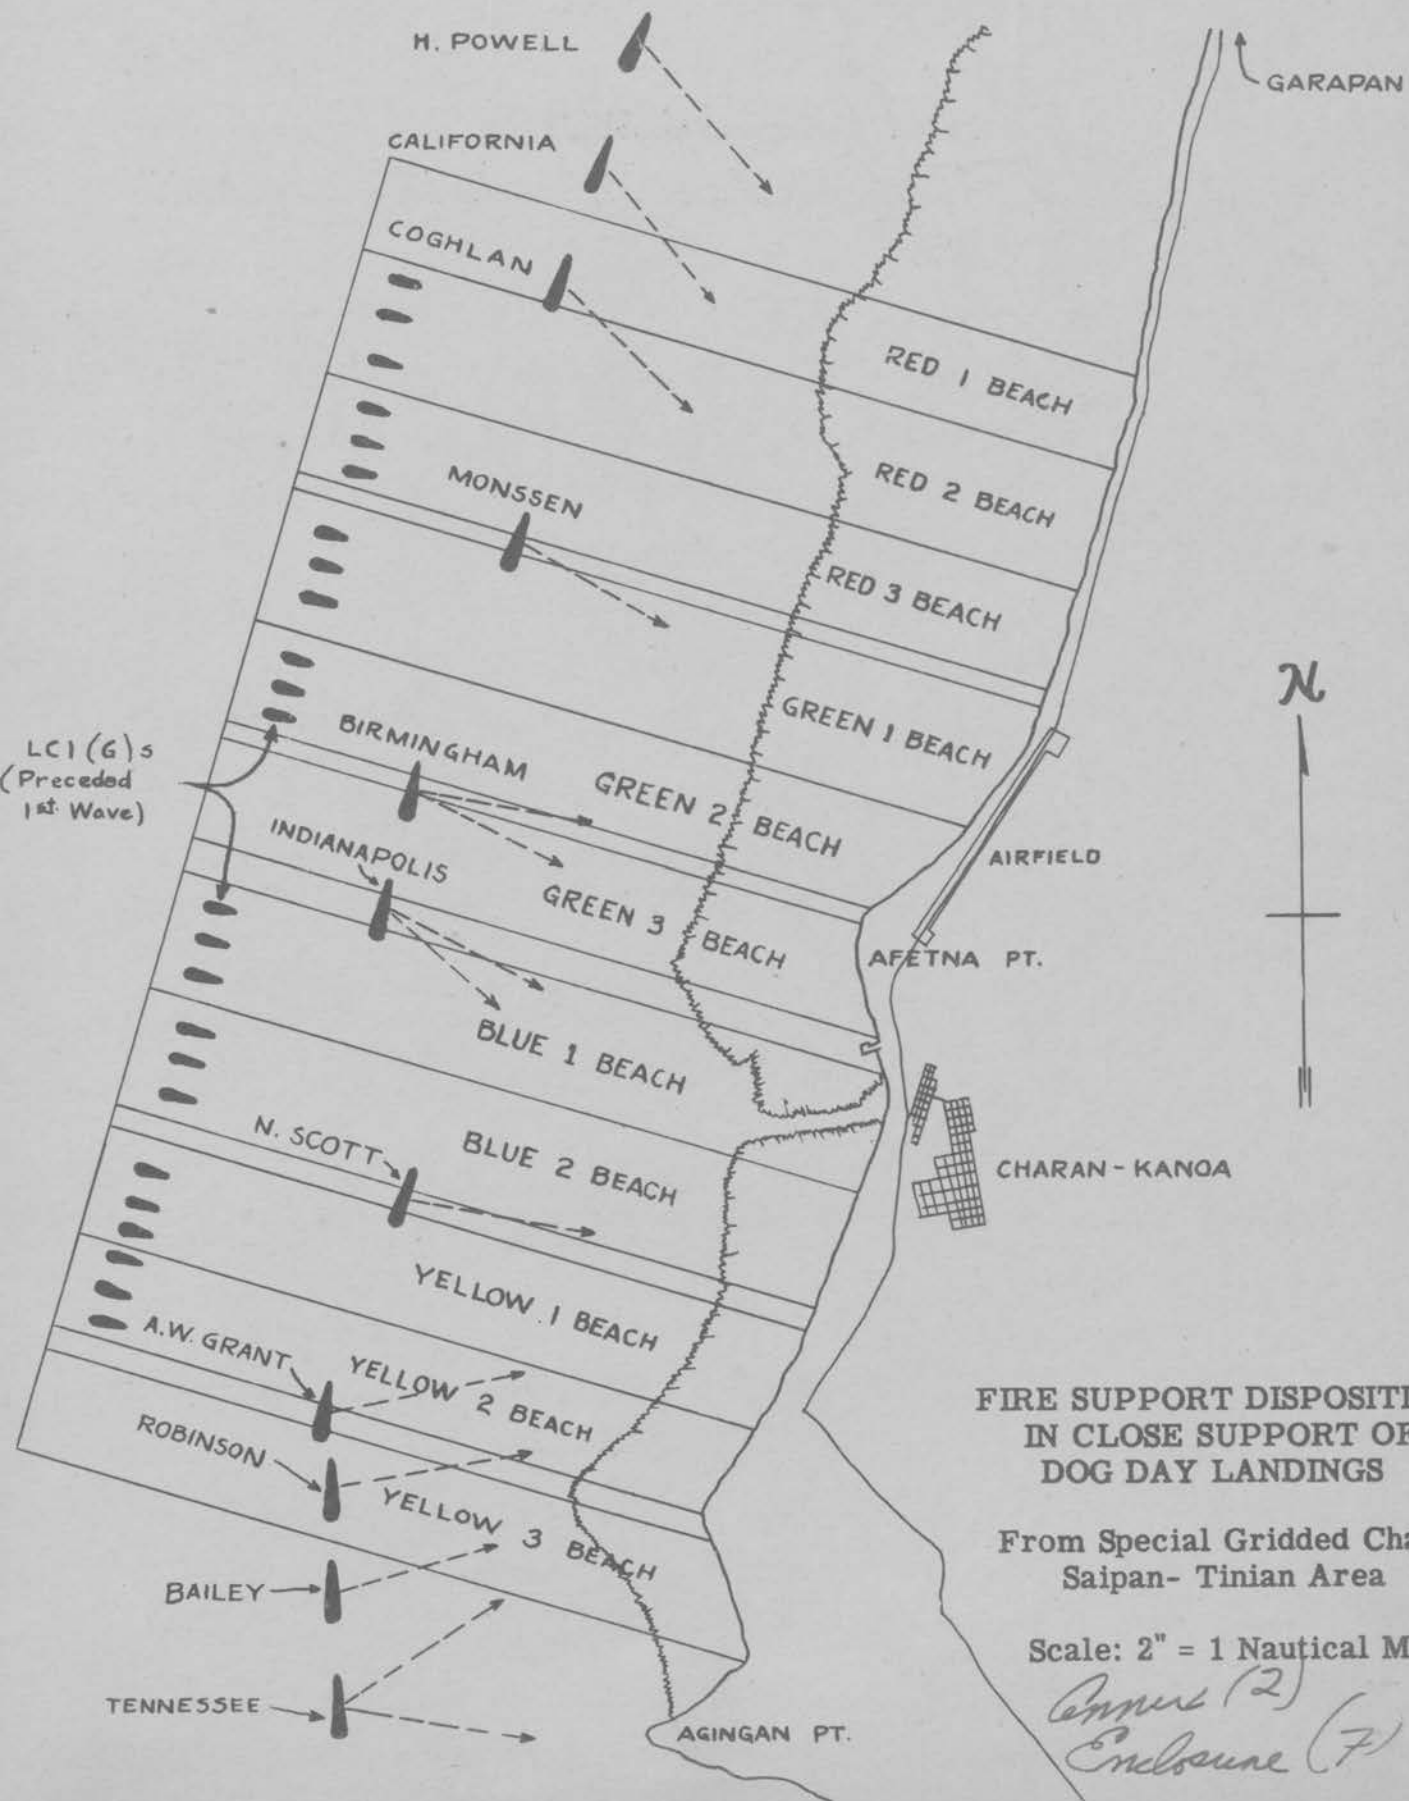 H. POWELL
GARAPAN
CALIFORNIA
COGHLAN
RED 1 BEACH
RED 2 BEACH
MONSSEN
RED 3 BEACH
GREEN 1 BEACH
N
LCI (G)s
(Preceded
1st Wave)
BIRMINGHAM
GREEN 2 BEACH
INDIANAPOLIS
AIRFIELD
GREEN 3 BEACH
AFETNA PT.
BLUE 1 BEACH
N. SCOTT
BLUE 2 BEACH
CHARAN-KANOA
YELLOW 1 BEACH
A.W. GRANT
YELLOW 2 BEACH
ROBINSON
YELLOW 3 BEACH
BAILEY
TENNESSEE
AGINGAN PT.
FIRE SUPPORT DISPOSITI
IN CLOSE SUPPORT OF
DOG DAY LANDINGS
From Special Gridded Cha
Saipan- Tinian Area
Scale: 2" = 1 Nautical M
Annex (2)
Enclosure (7)